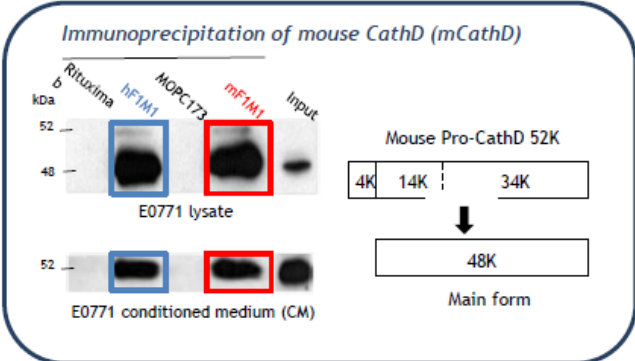 Immunoprecipitation of mouse CathD (mCathD)
Rituxima
b
hF1M1
MOPC173
mF1M1
Input
kDa
52
48
E0771 lysate
52
E0771 conditioned medium (CM)
Mouse Pro-CathD 52K
4K 14K 34K
48K
Main form